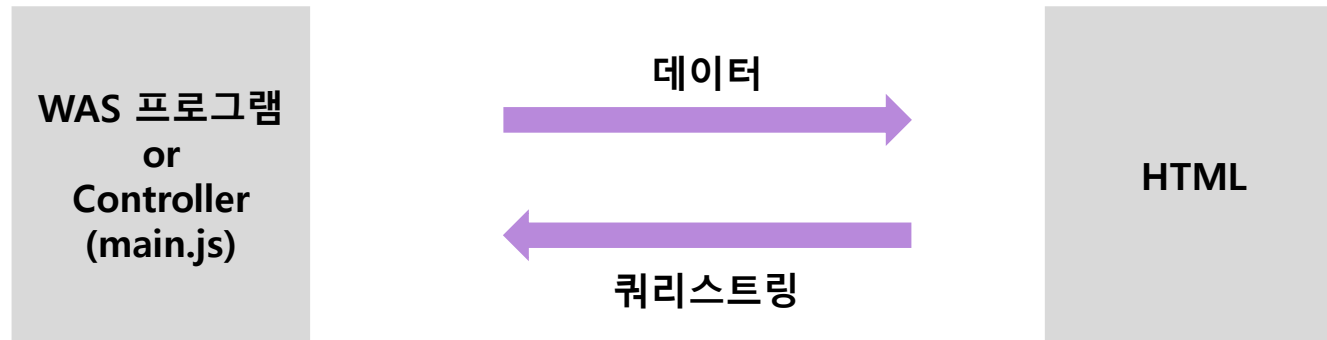 WAS 프로그램
or
Controller
(main.js)
데이터
쿼리스트링
HTML